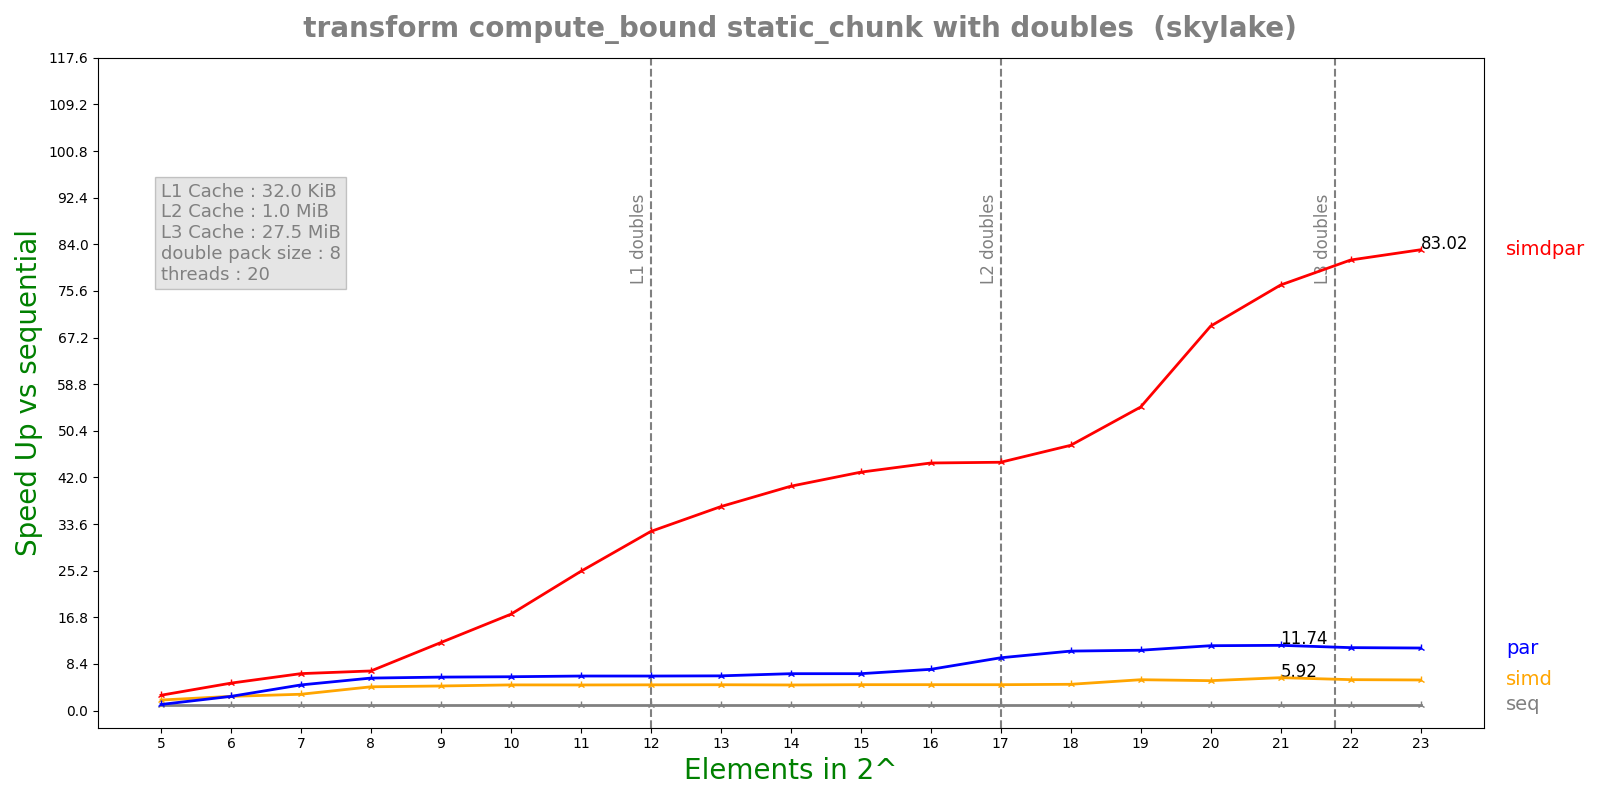 transform compute_bound static_chunk with doubles (skylake)
Speed Up vs sequential
117.6
109.2
100.8
92.4
84.0
75.6
67.2
58.8
50.4
42.0
33.6
25.2
16.8
8.4
0.0
L1 Cache : 32.0 KiB
L2 Cache : 1.0 MiB
L3 Cache : 27.5 MiB
double pack size : 8
threads : 20
L1 doubles
L2 doubles
L3 doubles
83.02
11.74
5.92
simdpar
par
simd
seq
5 6 7 8 9 10 11 12 13 14 15 16 17 18 19 20 21 22 23
Elements in 2^